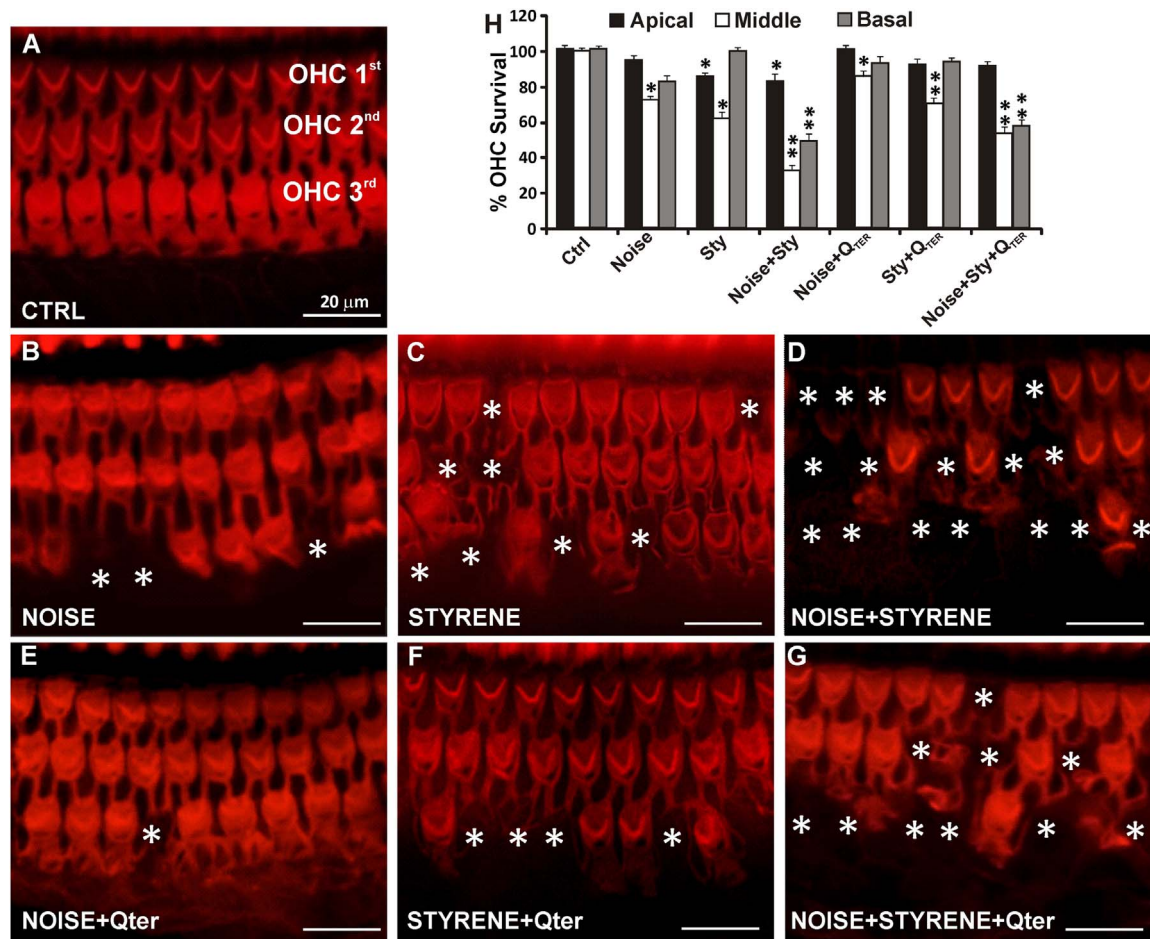 A
OHC 1st
OHC 2nd
OHC 3rd
20 μm
CTRL
H
Apical Middle Basal
% OHC Survival
120
100
80
60
40
20
0
* * * * ** ** * ** ** **
*
Ctrl
Noise
Sty
Noise+Sty
Noise+QTER
Sty+QTER
Noise+Sty+QTER
B
* * *
NOISE
C
* *
* *
* * * *
STYRENE
D
* * * *
* * * * *
* * * * * * *
NOISE+STYRENE
E
*
NOISE+Qter
F
* * * *
STYRENE+Qter
G
*
* * *
* * * * * *
NOISE+STYRENE+Qter